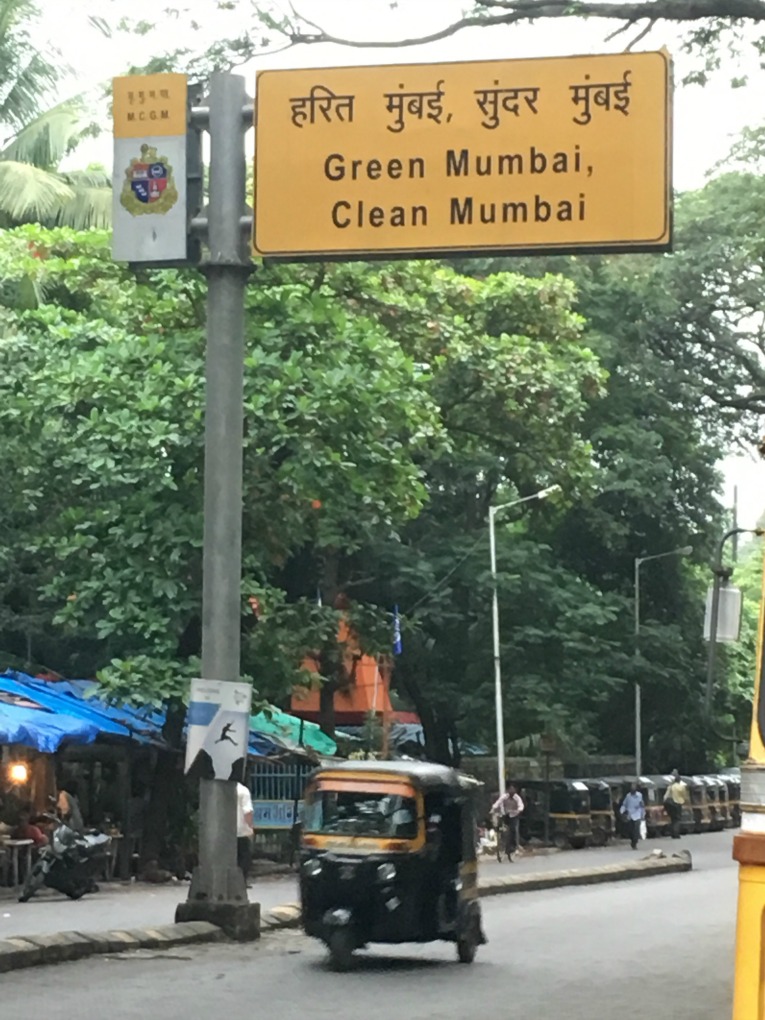 बृ.मुं.म.पा.
M.C.G.M.
हरित मुंबई, सुंदर मुंबई
Green Mumbai,
Clean Mumbai